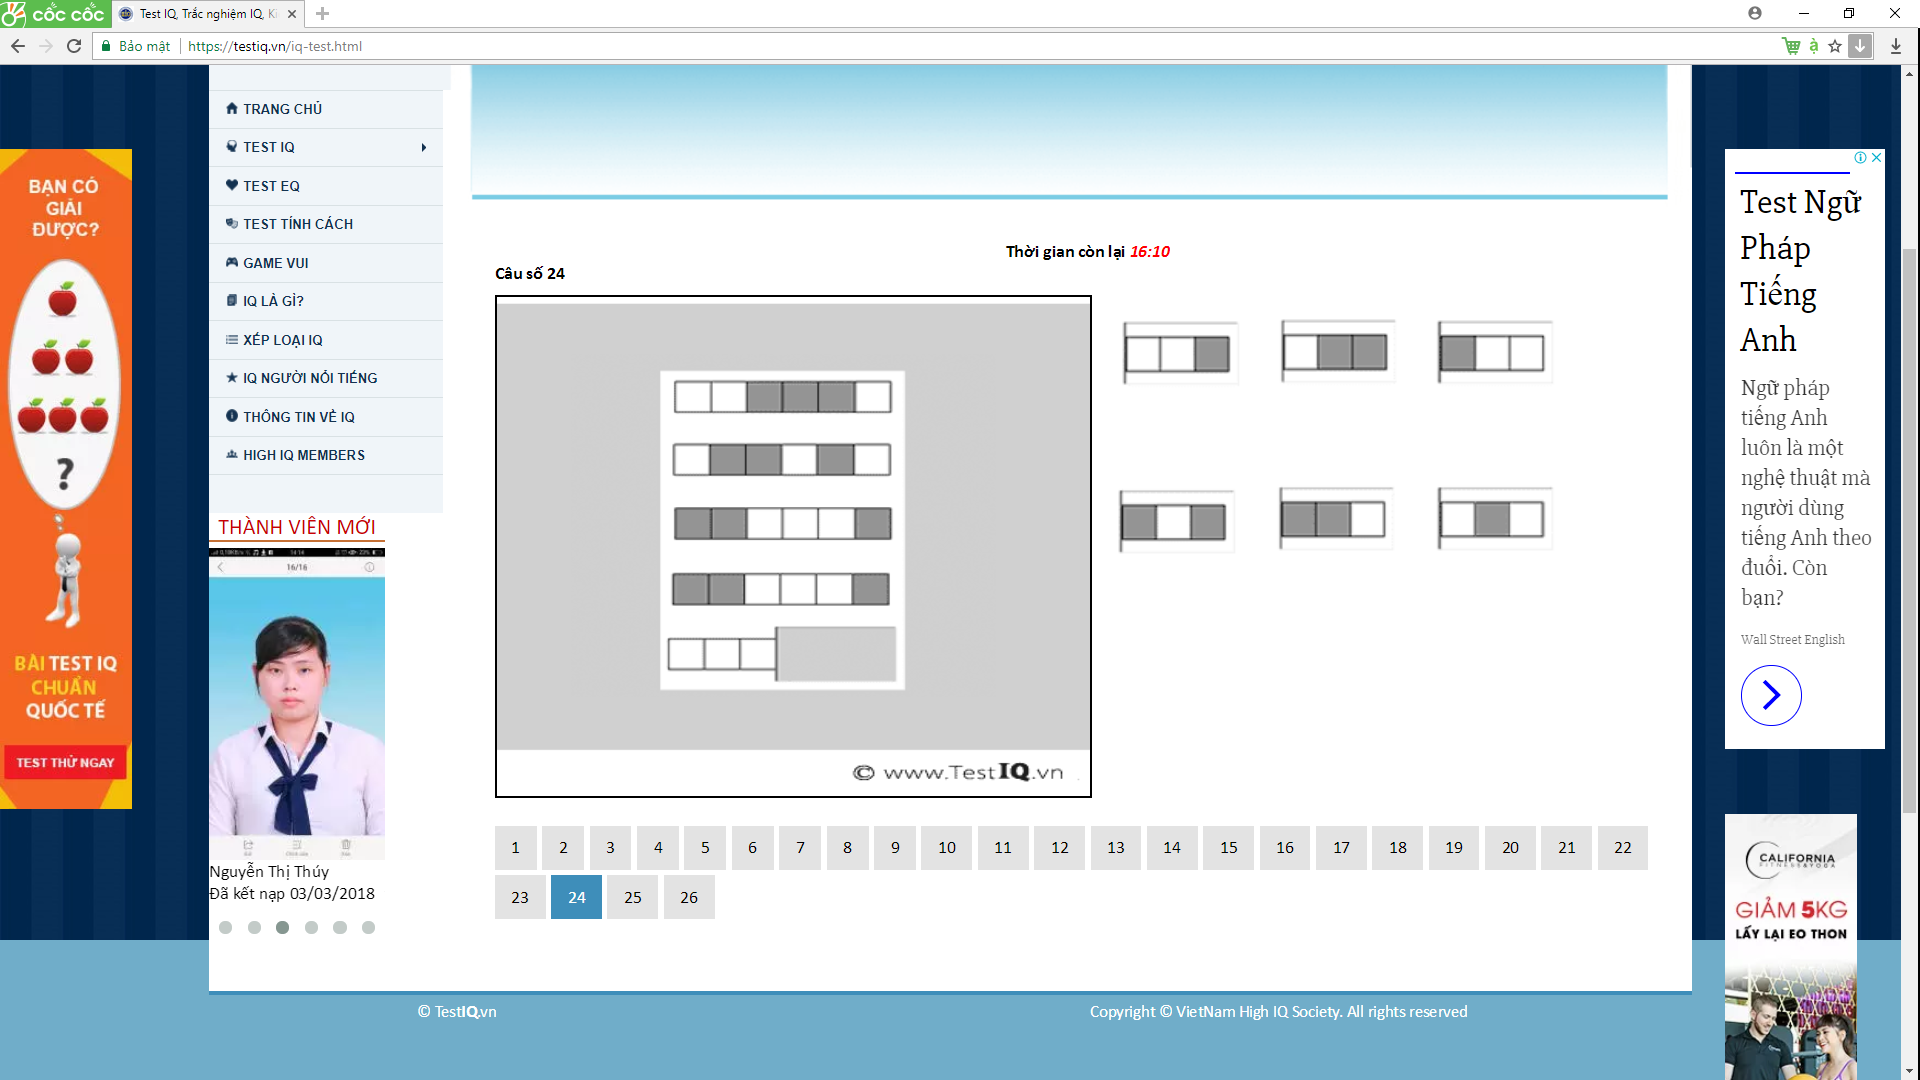 cốc cốc
Test IQ, Trắc nghiệm IQ, Ki
Bảo mật
https://testiq.vn/iq-test.html
TRANG CHỦ
TEST IQ
TEST EQ
TEST TÍNH CÁCH
GAME VUI
IQ LÀ GÌ?
XẾP LOẠI IQ
IQ NGƯỜI NỔI TIẾNG
THÔNG TIN VỀ IQ
HIGH IQ MEMBERS
THÀNH VIÊN MỚI
16/16
Nguyễn Thị Thúy
Đã kết nạp 03/03/2018
BẠN CÓ
GIẢI
ĐƯỢC?
?
BÀI TEST IQ
CHUẨN
QUỐC TẾ
TEST THỬ NGAY
Thời gian còn lại 16:10
Câu số 24
© www.TestIQ.vn
1 2 3 4 5 6 7 8 9 10 11 12 13 14 15 16 17 18 19 20 21 22
23 24 25 26
Test Ngữ
Pháp
Tiếng
Anh
Ngữ pháp
tiếng Anh
luôn là một
nghệ thuật mà
người dùng
tiếng Anh theo
đuổi. Còn
bạn?
Wall Street English
CALIFORNIA
FITNESS & YOGA
GIẢM 5KG
LẤY LẠI EO THON
© TestIQ.vn
Copyright © VietNam High IQ Society. All rights reserved